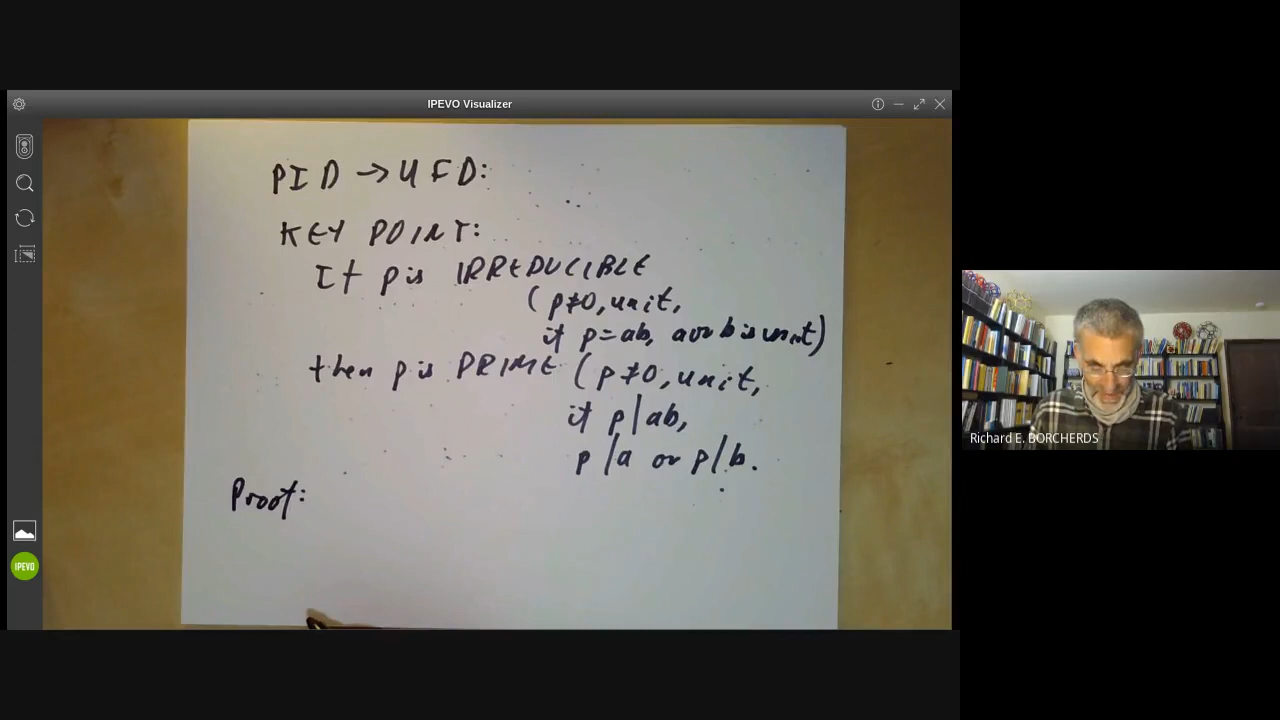 IPEVO Visualizer
PID → UFD:
KEY POINT:
If p is IRREDUCIBLE
(p≠0, unit,
if p=ab, a or b is unit)
then p is PRIME (p≠0, unit,
if p|ab,
p|a or p|b.
Proof:
Richard E. BORCHERDS
IPEVO